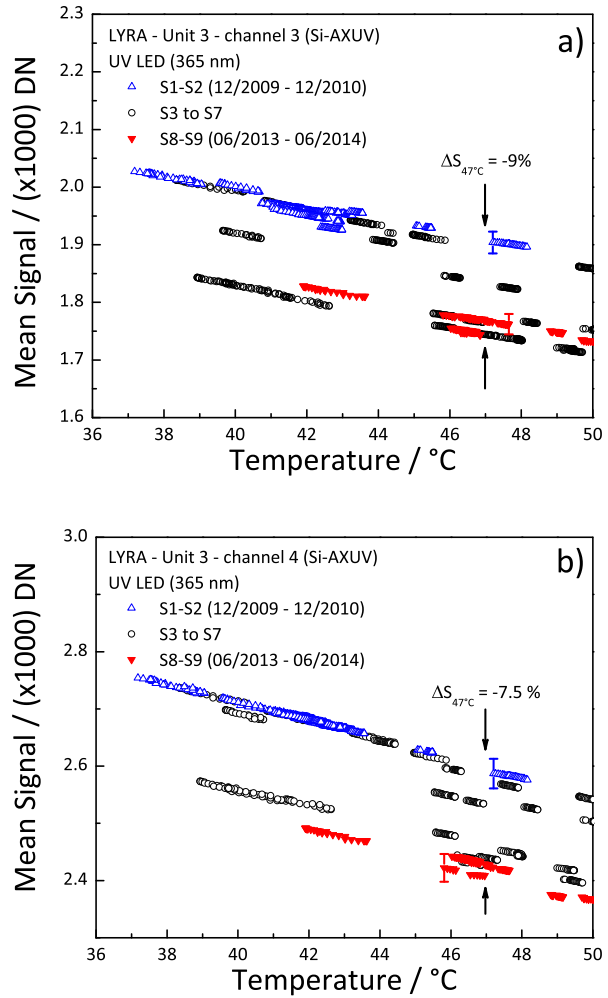 LYRA - Unit 3 - channel 3 (Si-AXUV)
a)
UV LED (365 nm)
S1-S2 (12/2009 - 12/2010)
S3 to S7
S8-S9 (06/2013 - 06/2014)
ΔS47°C = -9%
Mean Signal / (x1000) DN
2.3
2.2
2.1
2.0
1.9
1.8
1.7
1.6
36 38 40 42 44 46 48 50
Temperature / °C
LYRA - Unit 3 - channel 4 (Si-AXUV)
b)
UV LED (365 nm)
S1-S2 (12/2009 - 12/2010)
S3 to S7
S8-S9 (06/2013 - 06/2014)
ΔS47°C = -7.5 %
Mean Signal / (x1000) DN
3.0
2.8
2.7
2.6
2.4
36 38 40 42 44 46 48 50
Temperature / °C